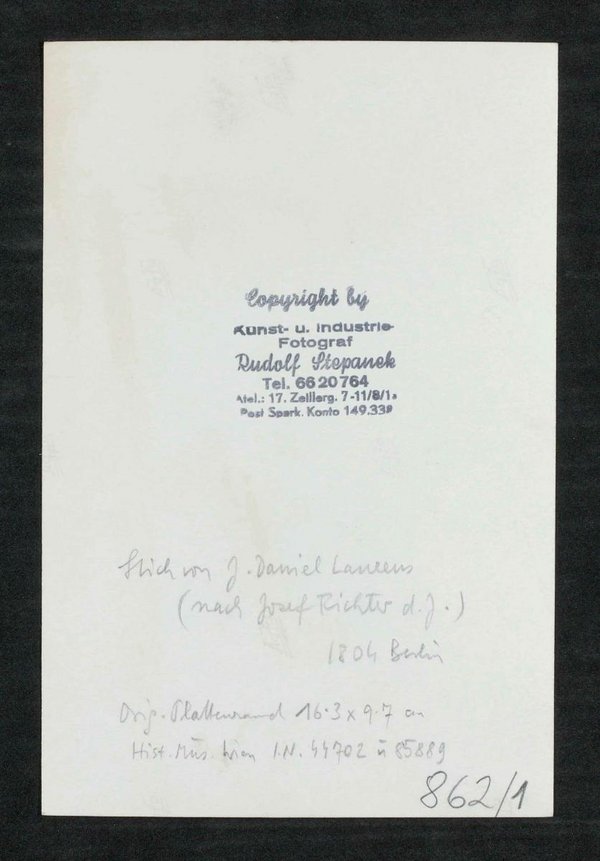 Copyright by
Kunst- u. Industrie-
Fotograf
Rudolf Stepanek
Tel. 66 20 764
Atel.: 17. Zeillerg. 7-11/8/1a
Post Spark. Konto 149.339
Stich von J. Daniel Laurens
(nach Josef Richter d. J.)
1804 Berlin
Orig. Plattenrand 16·3 x 9·7 cm
Hist. Mus. Wien I.N. 44702 u 85889
862/1